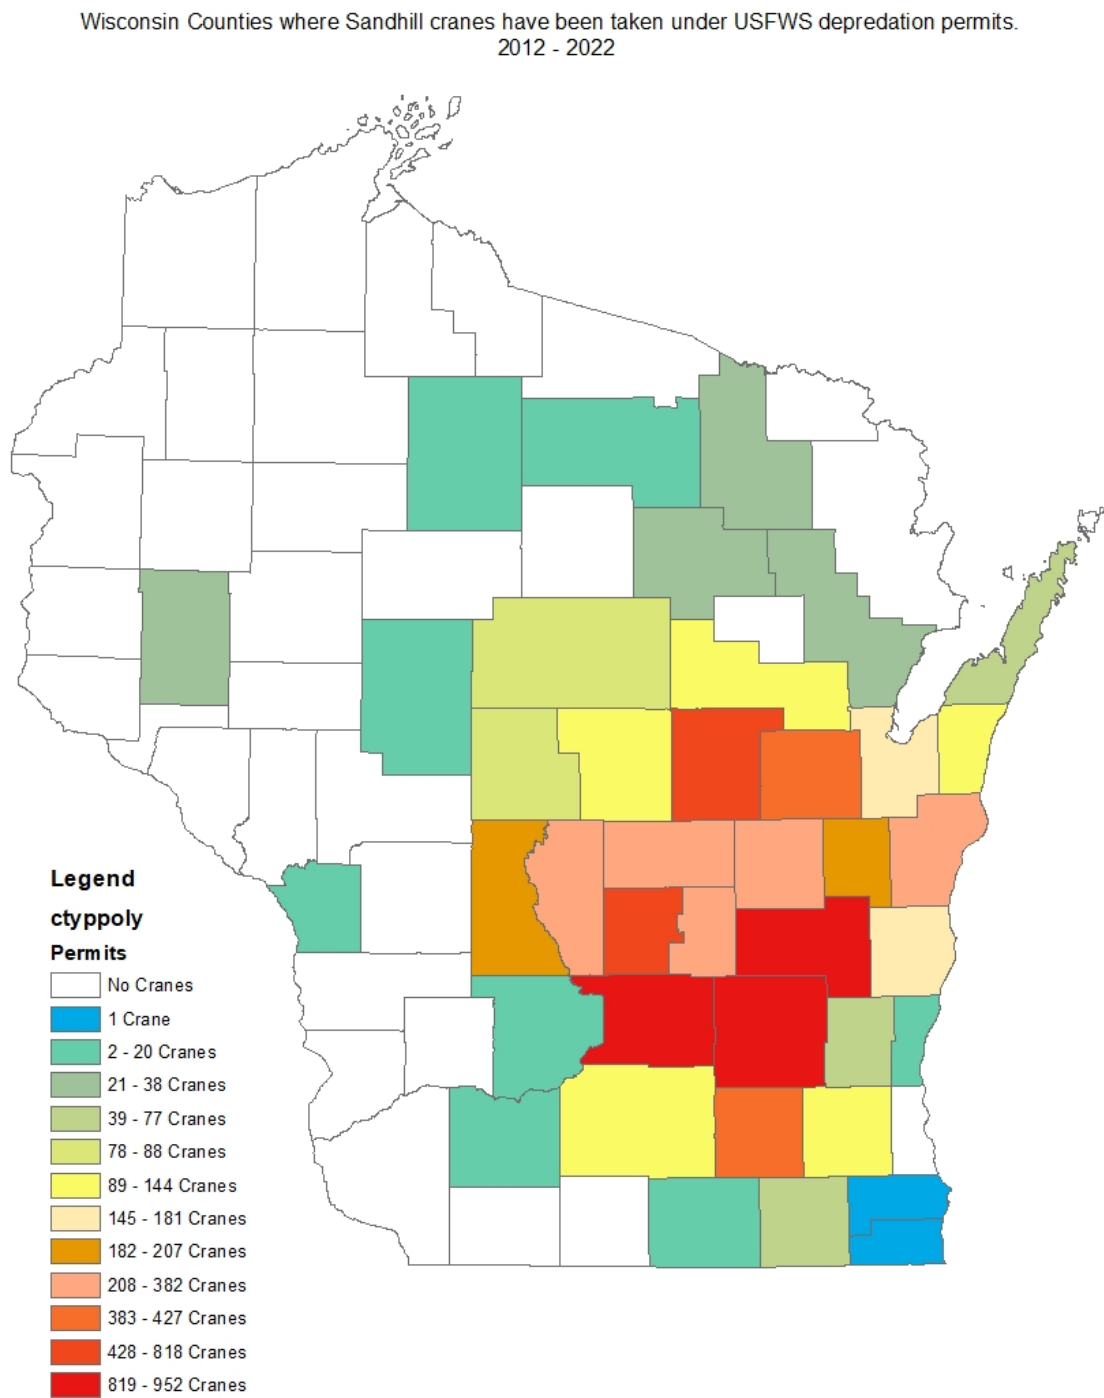 Wisconsin Counties where Sandhill cranes have been taken under USFWS depredation permits.
2012 - 2022
Legend
ctyppoly
Permits
No Cranes
1 Crane
2 - 20 Cranes
21 - 38 Cranes
39 - 77 Cranes
78 - 88 Cranes
89 - 144 Cranes
145 - 181 Cranes
182 - 207 Cranes
208 - 382 Cranes
383 - 427 Cranes
428 - 818 Cranes
819 - 952 Cranes